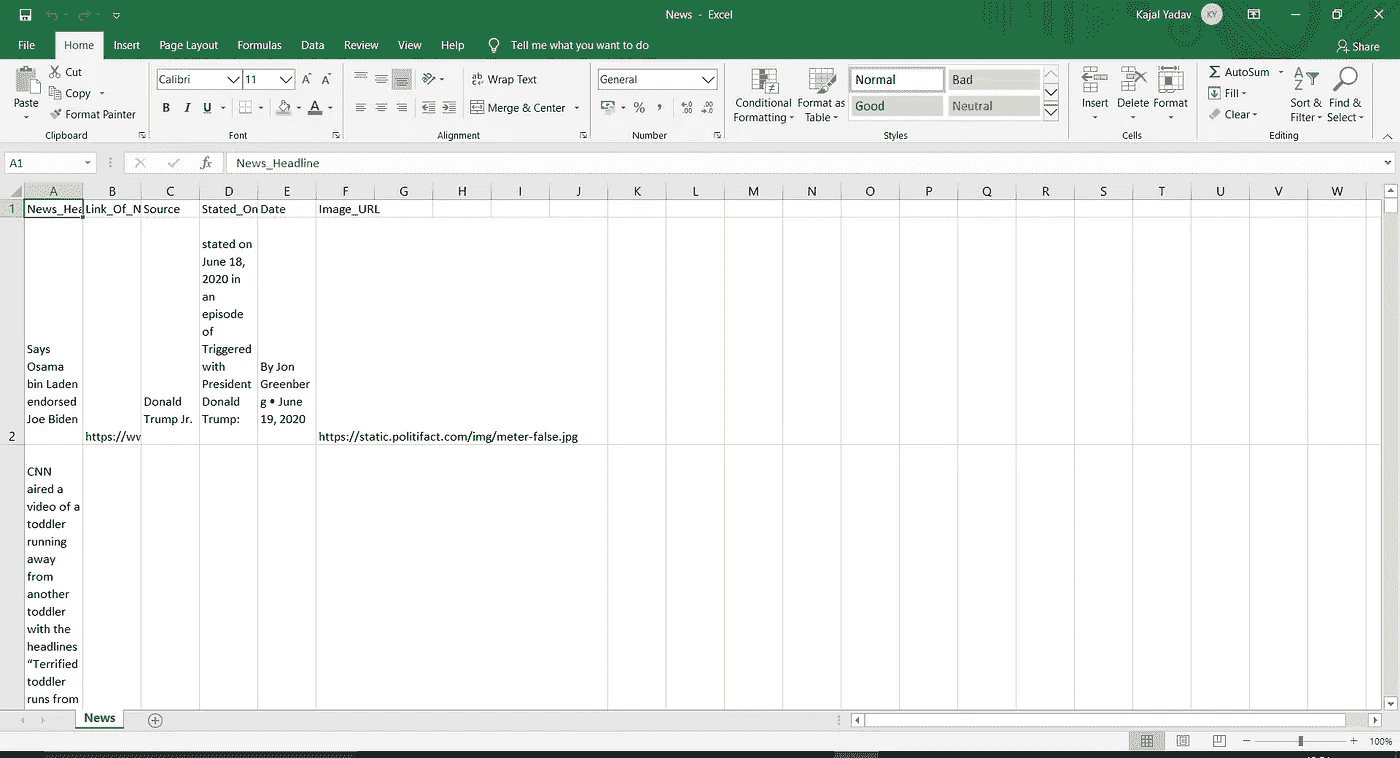 News - Excel
Kajal Yadav KY
File Home Insert Page Layout Formulas Data Review View Help Tell me what you want to do
Share
Paste
Cut
Copy
Format Painter
Clipboard
Calibri 11
B I U
Font
Wrap Text
Merge & Center
Alignment
General
Number
Conditional
Formatting
Format as
Table
Normal Bad
Good Neutral
Styles
Insert Delete Format
Cells
AutoSum
Fill
Clear
Sort &
Filter
Find &
Select
Editing
A1 fx News_Headline
A B C D E F G H I J K L M N O P Q R S T U V W
1 News_Hea Link_Of_N Source Stated_On Date Image_URL
2
Says
Osama
bin Laden
endorsed
Joe Biden
https://wv
Donald
Trump Jr.
stated on
June 18,
2020 in
an
episode
of
Triggered
with
President
Donald
Trump:
By Jon
Greenber
g • June
19, 2020
https://static.politifact.com/img/meter-false.jpg
CNN
aired a
video of a
toddler
running
away
from
another
toddler
with the
headlines
“Terrified
toddler
runs from
News
100%